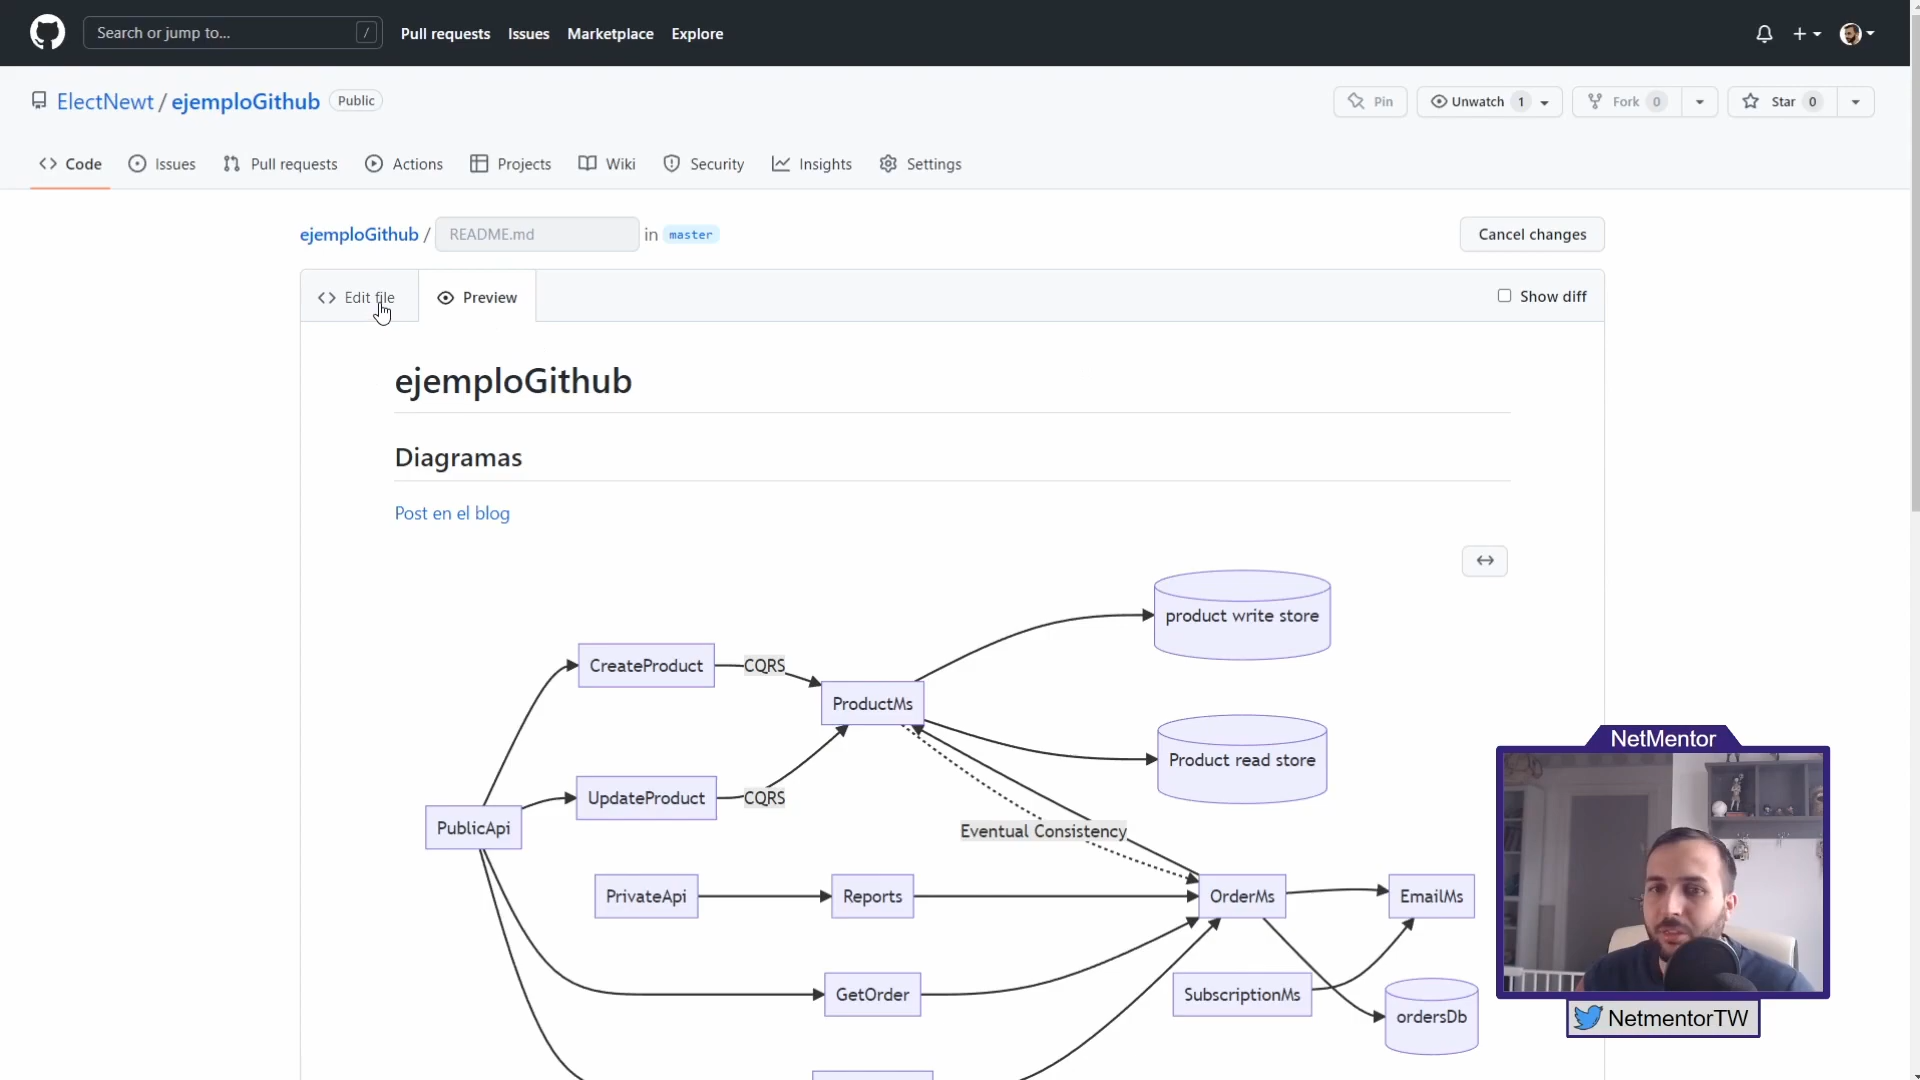 Search or jump to... /
Pull requests Issues Marketplace Explore
ElectNewt / ejemploGithub Public
Pin
Unwatch 1
Fork 0
Star 0
Code Issues Pull requests Actions Projects Wiki Security Insights Settings
ejemploGithub / README.md in master
Cancel changes
Edit file Preview
Show diff
ejemploGithub
Diagramas
Post en el blog
product write store
CreateProduct
CQRS
ProductMs
Product read store
UpdateProduct
CQRS
PublicApi
Eventual Consistency
PrivateApi
Reports
OrderMs
EmailMs
GetOrder
SubscriptionMs
ordersDb
NetMentor
NetmentorTW